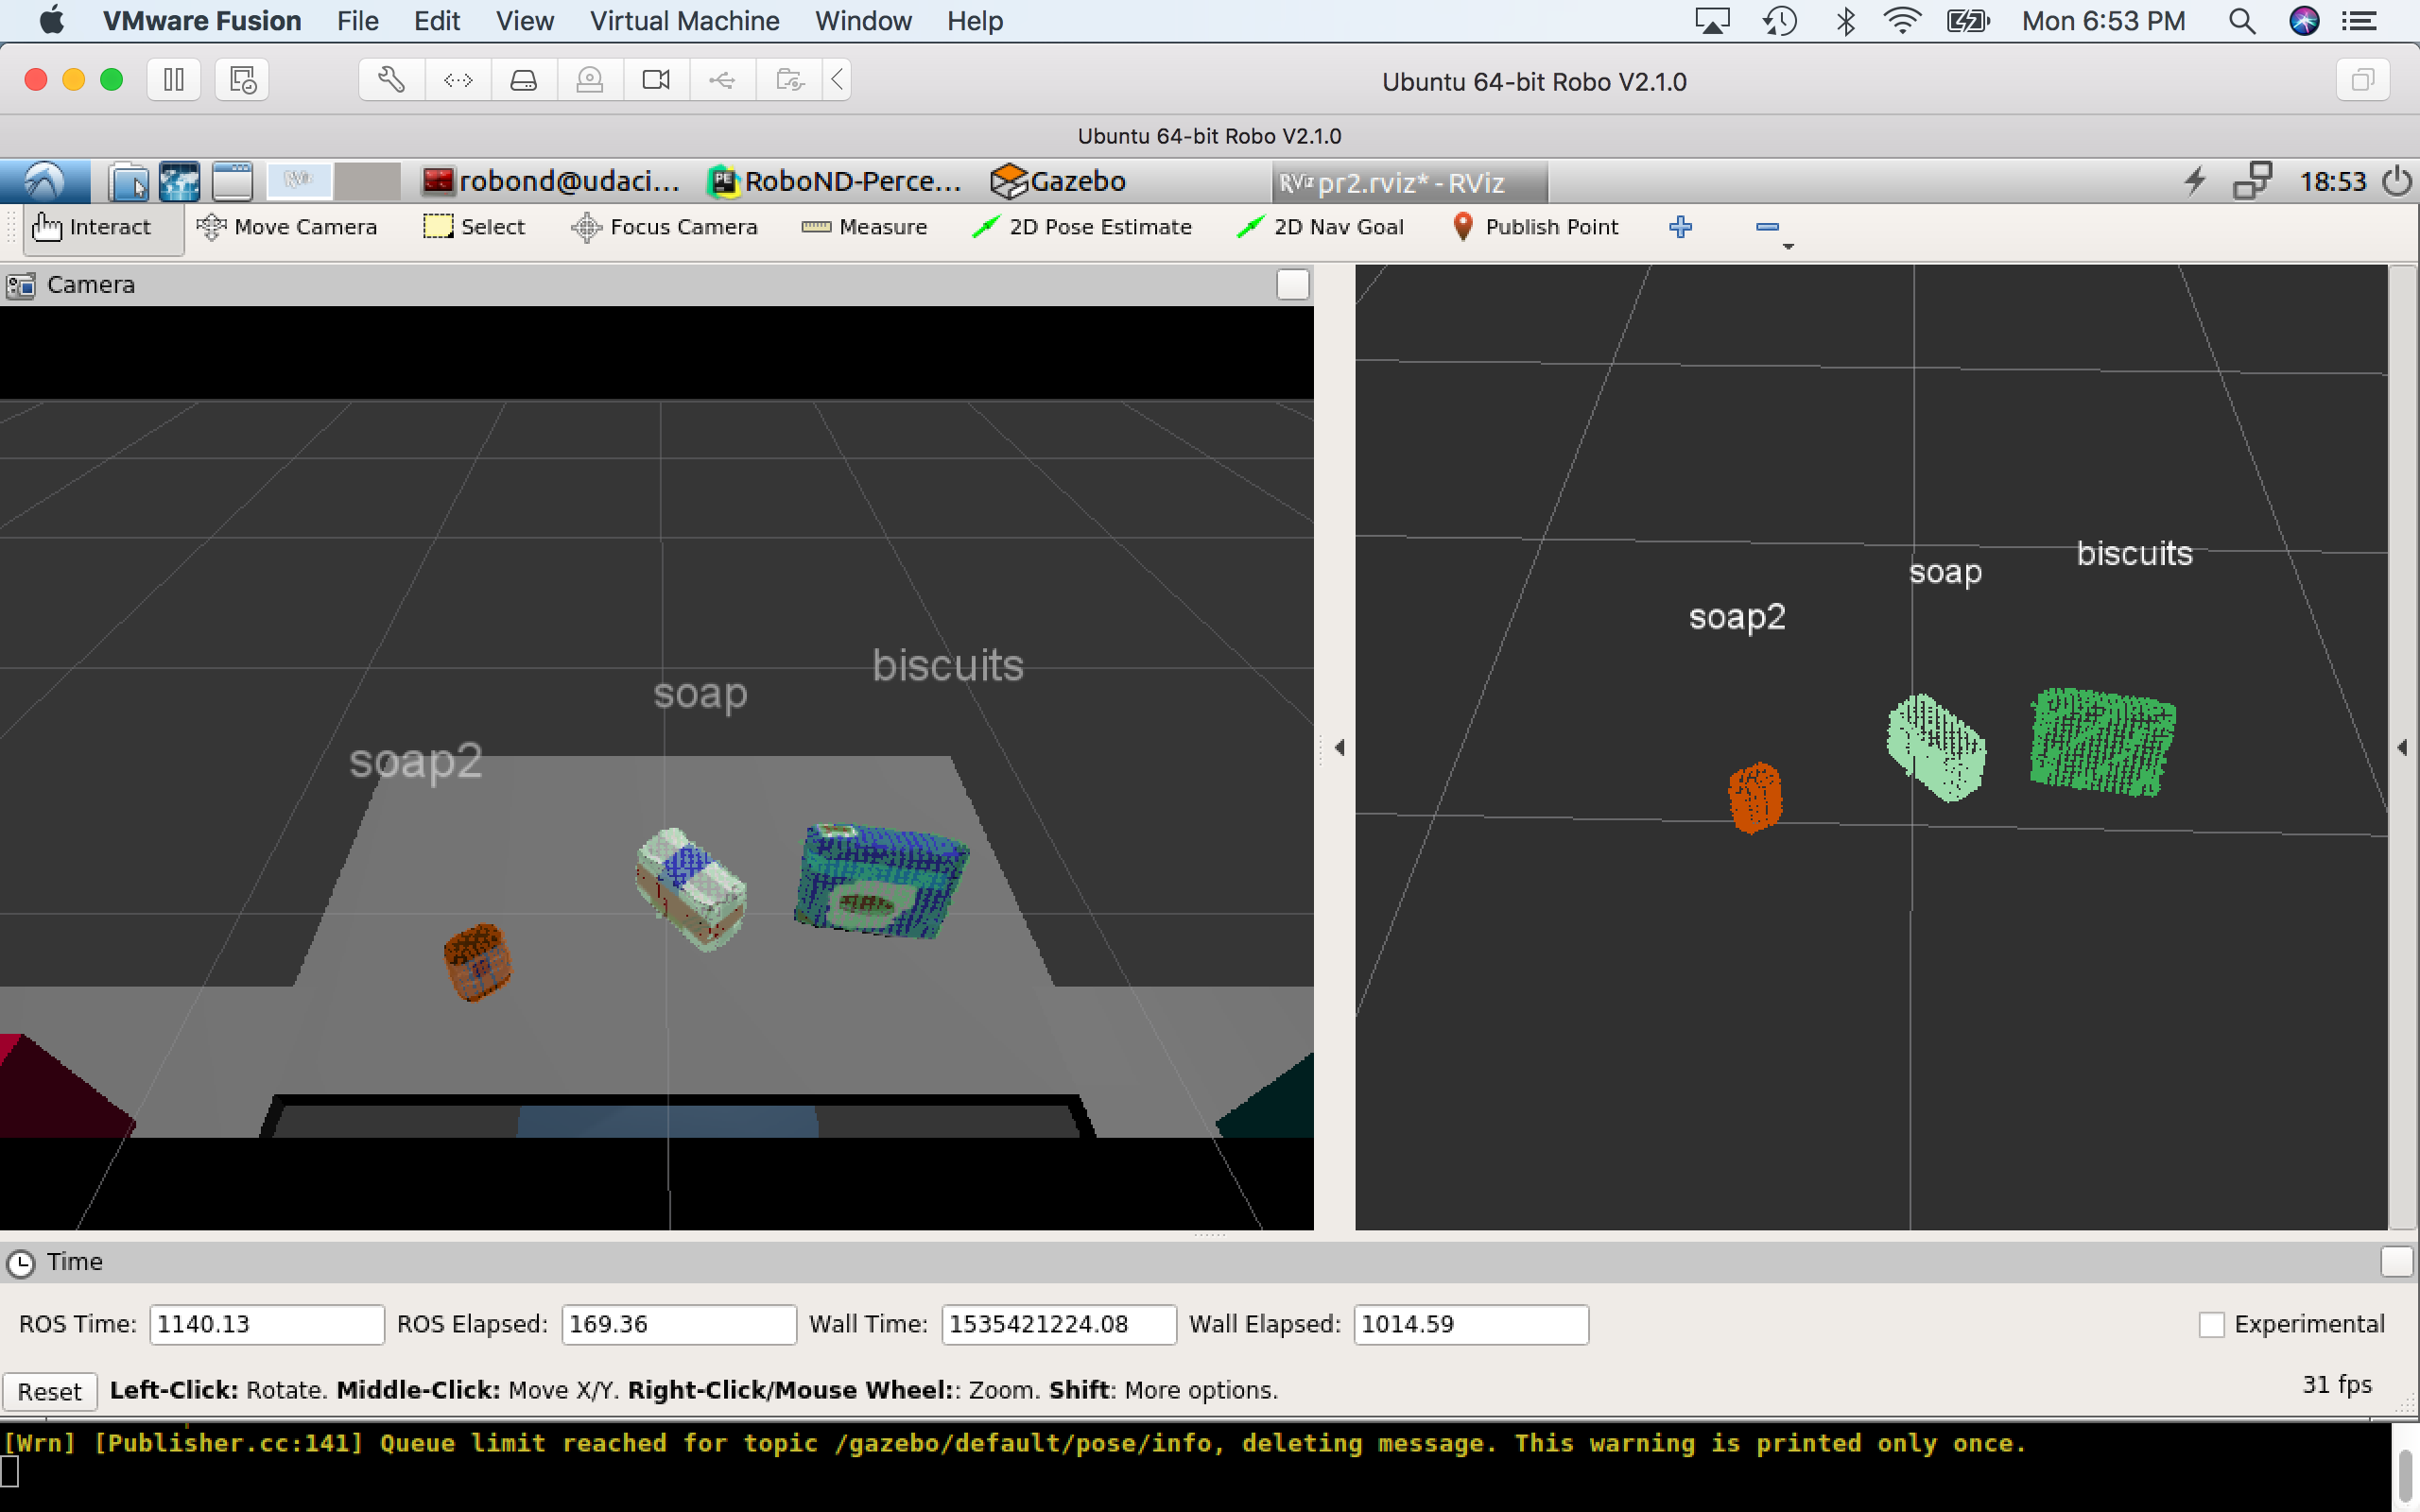 VMware Fusion File Edit View Virtual Machine Window Help Mon 6:53 PM
Ubuntu 64-bit Robo V2.1.0
Ubuntu 64-bit Robo V2.1.0
RViz robond@udaci... PE RoboND-Perce... Gazebo RViz pr2.rviz* - RViz 18:53
Interact Move Camera Select Focus Camera Measure 2D Pose Estimate 2D Nav Goal Publish Point
Camera
biscuits
soap
soap2
biscuits
soap
soap2
Time
ROS Time: 1140.13 ROS Elapsed: 169.36 Wall Time: 1535421224.08 Wall Elapsed: 1014.59 Experimental
Reset Left-Click: Rotate. Middle-Click: Move X/Y. Right-Click/Mouse Wheel:: Zoom. Shift: More options. 31 fps
[Wrn] [Publisher.cc:141] Queue limit reached for topic /gazebo/default/pose/info, deleting message. This warning is printed only once.